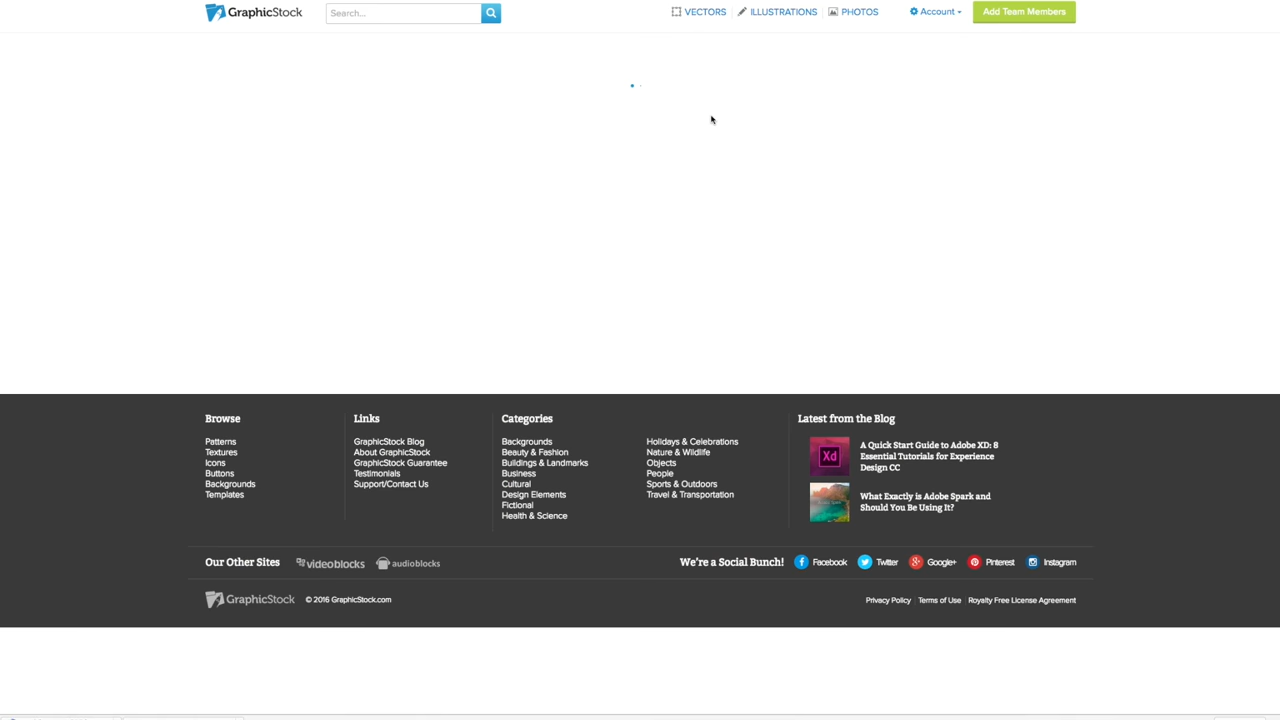 GraphicStock
Search...
VECTORS
ILLUSTRATIONS
PHOTOS
Account
Add Team Members
Browse
Patterns
Textures
Icons
Buttons
Backgrounds
Templates
Links
GraphicStock Blog
About GraphicStock
GraphicStock Guarantee
Testimonials
Support/Contact Us
Categories
Backgrounds
Beauty & Fashion
Buildings & Landmarks
Business
Cultural
Design Elements
Fictional
Health & Science
Holidays & Celebrations
Nature & Wildlife
Objects
People
Sports & Outdoors
Travel & Transportation
Latest from the Blog
Xd
A Quick Start Guide to Adobe XD: 8
Essential Tutorials for Experience
Design CC
What Exactly is Adobe Spark and
Should You Be Using It?
Our Other Sites
videoblocks
audioblocks
We're a Social Bunch!
Facebook
Twitter
Google+
Pinterest
Instagram
GraphicStock
© 2016 GraphicStock.com
Privacy Policy
Terms of Use
Royalty Free License Agreement